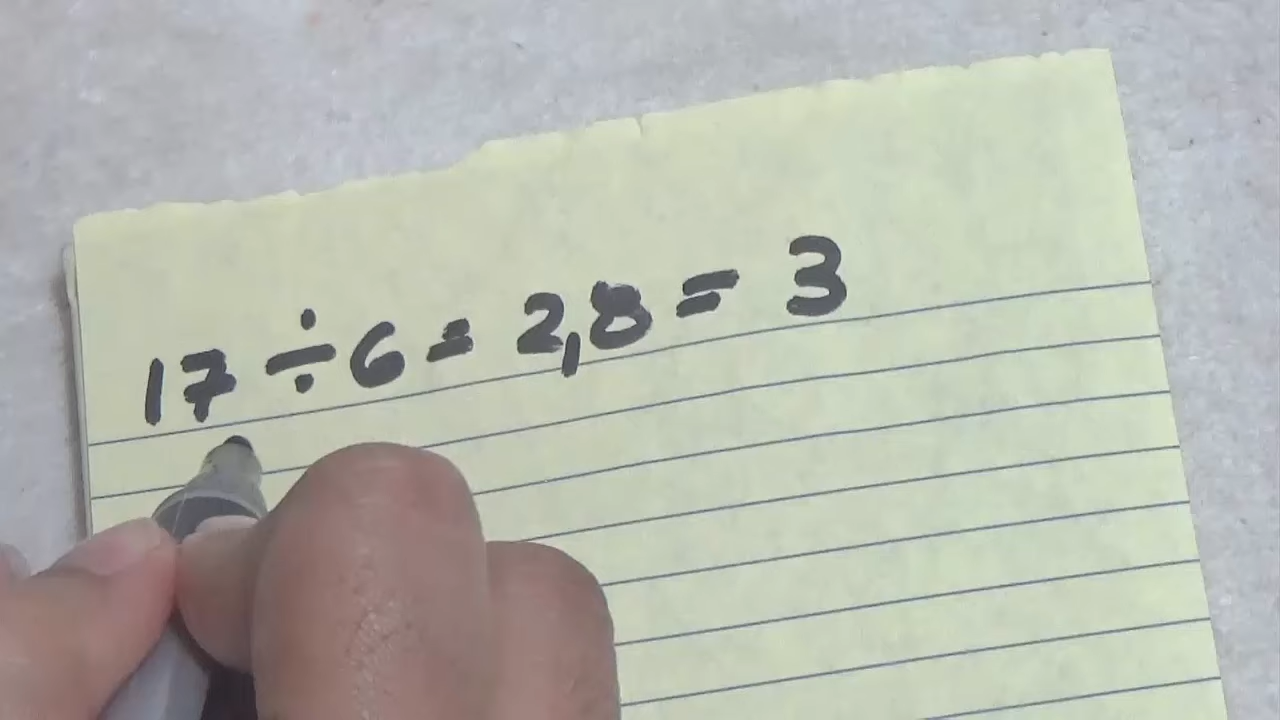 17 ÷ 6 = 2,8 = 3